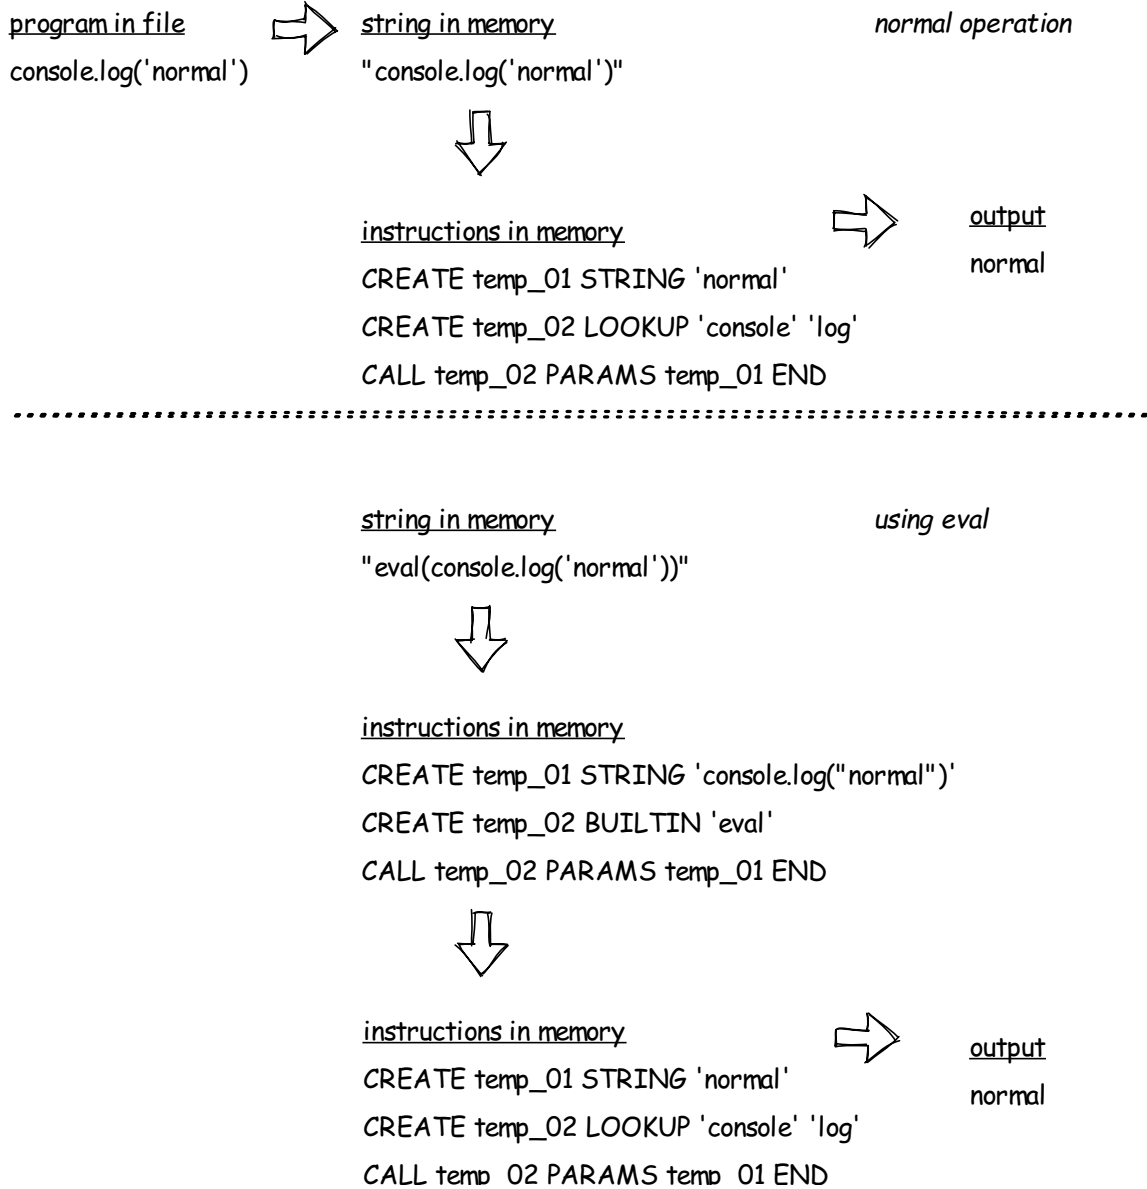 program in file
console.log('normal')
string in memory
"console.log('normal')"
normal operation
instructions in memory
CREATE temp_01 STRING 'normal'
CREATE temp_02 LOOKUP 'console' 'log'
CALL temp_02 PARAMS temp_01 END
output
normal
string in memory
"eval(console.log('normal'))"
using eval
instructions in memory
CREATE temp_01 STRING 'console.log("normal")'
CREATE temp_02 BUILTIN 'eval'
CALL temp_02 PARAMS temp_01 END
instructions in memory
CREATE temp_01 STRING 'normal'
CREATE temp_02 LOOKUP 'console' 'log'
CALL temp_02 PARAMS temp_01 END
output
normal